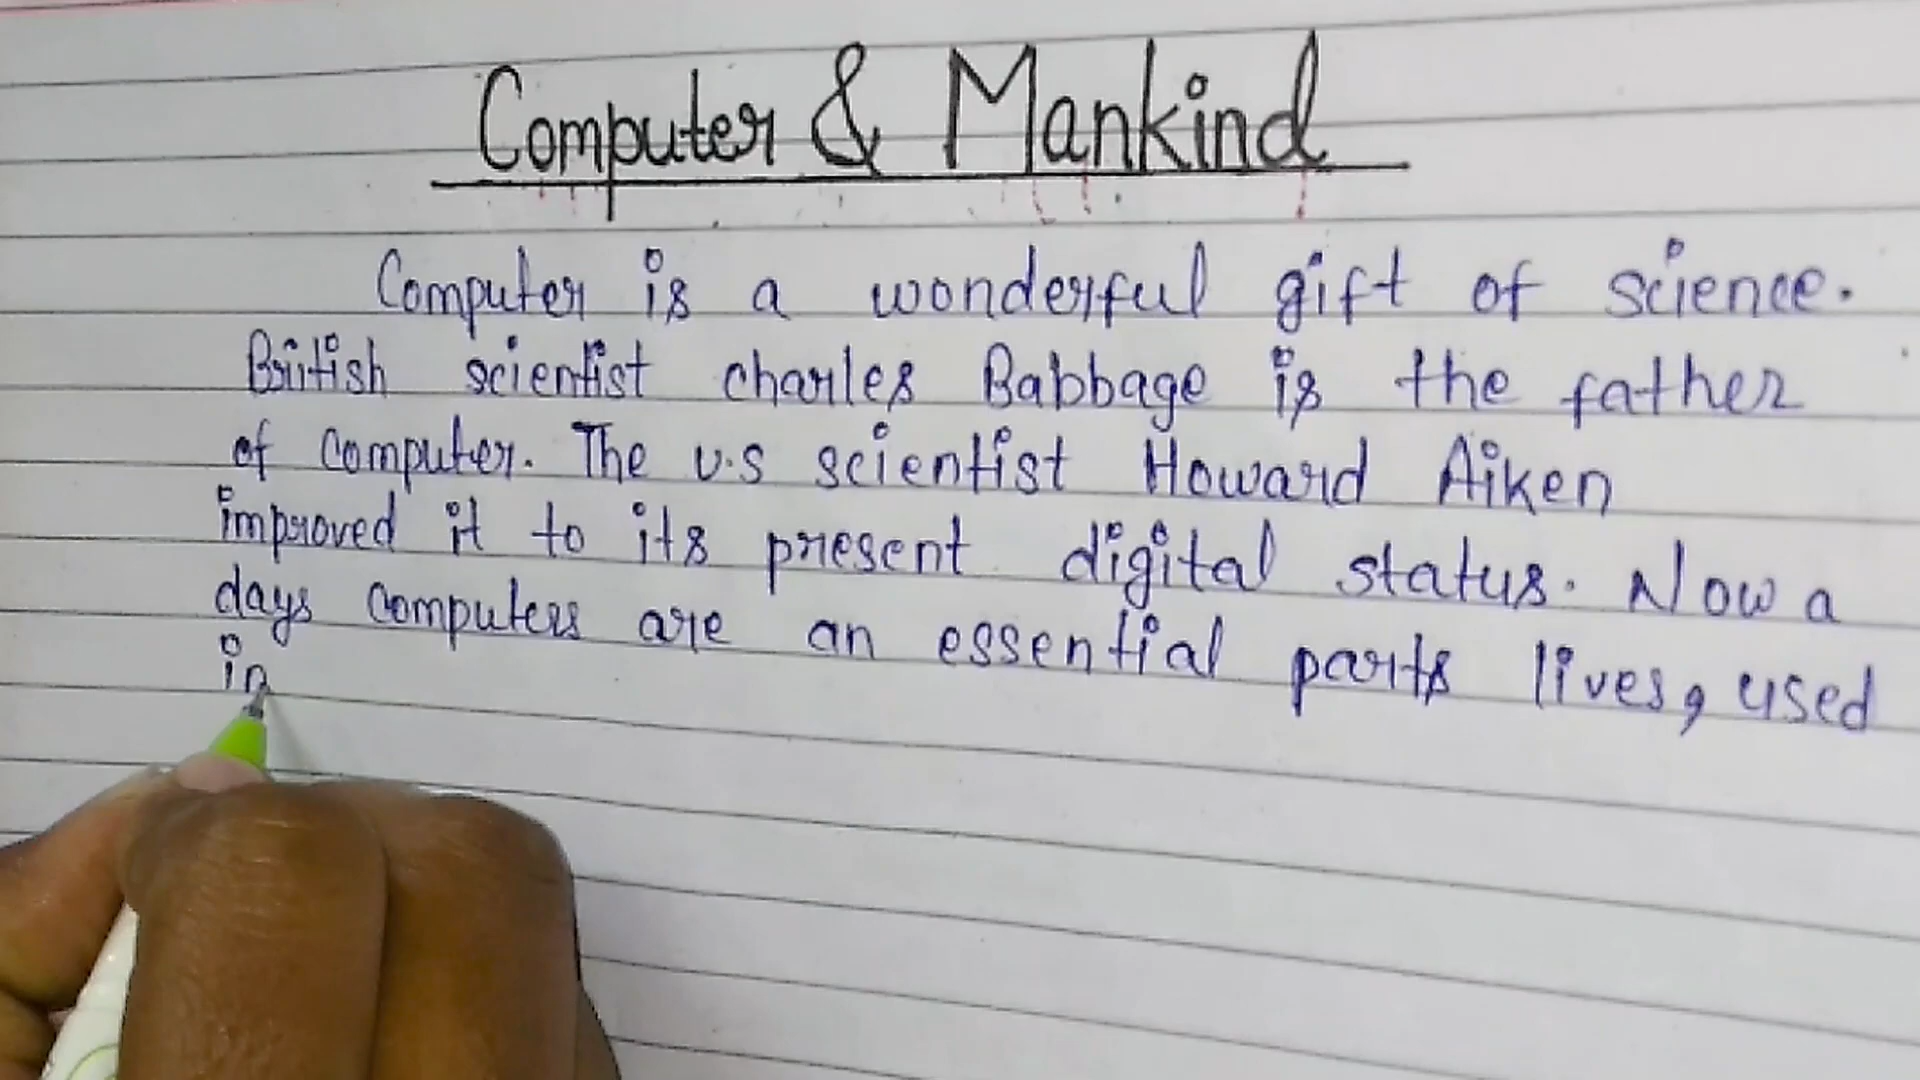 Computer & Mankind
Computer is a wonderful gift of science.
British scientist charles Babbage is the father
of computer. The U.S scientist Howard Aiken
improved it to its present digital status. Now a
days computers are an essential parts lives, used
in